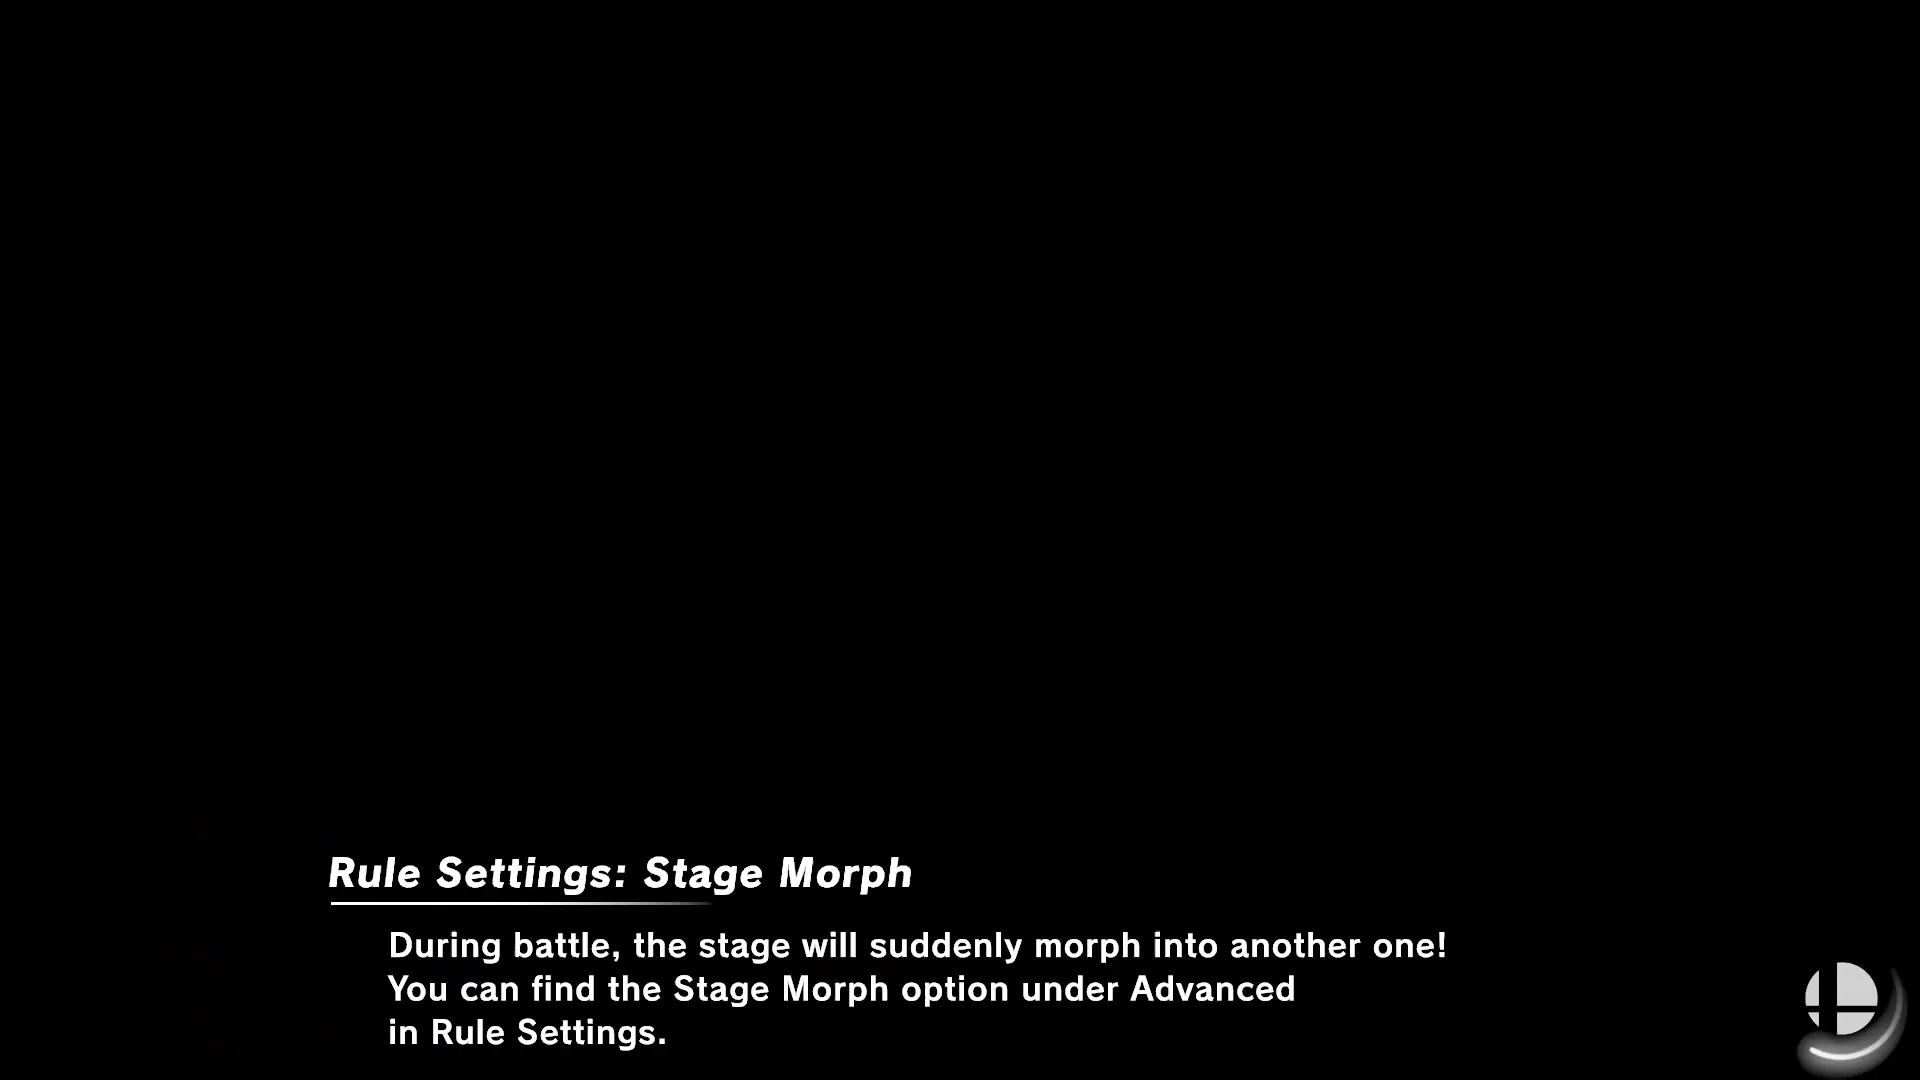 Rule Settings: Stage Morph
During battle, the stage will suddenly morph into another one!
You can find the Stage Morph option under Advanced
in Rule Settings.